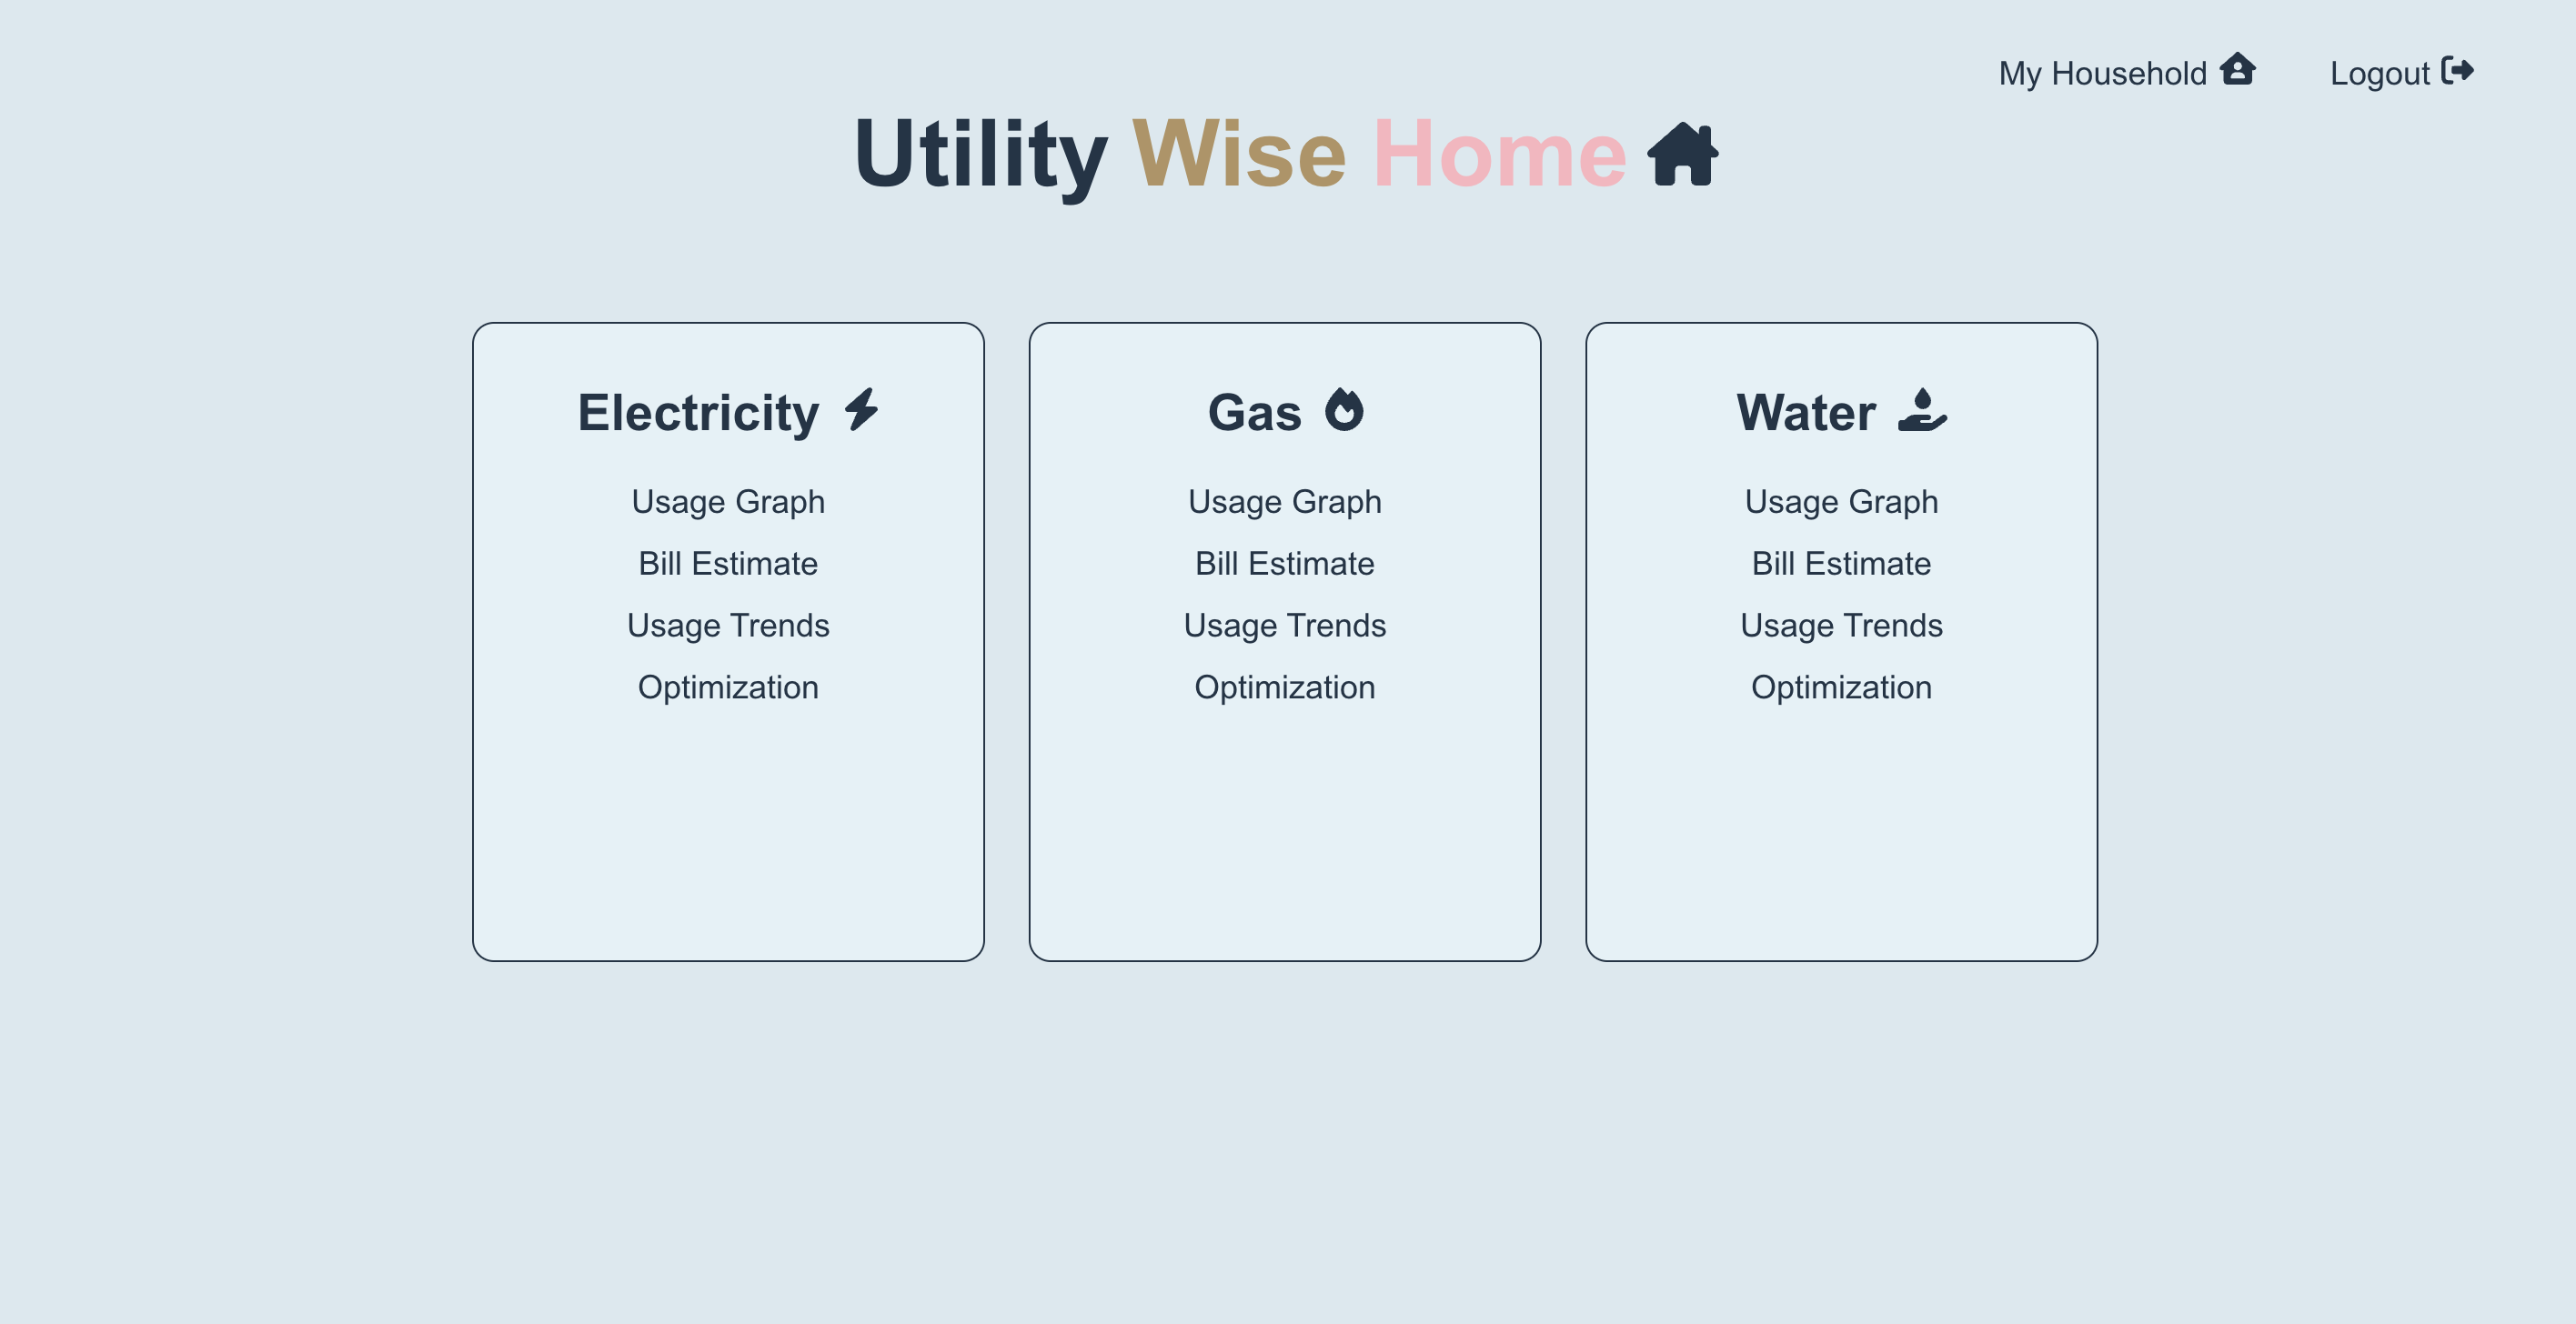 My Household
Logout
Utility Wise Home
Electricity
Usage Graph
Bill Estimate
Usage Trends
Optimization
Gas
Usage Graph
Bill Estimate
Usage Trends
Optimization
Water
Usage Graph
Bill Estimate
Usage Trends
Optimization